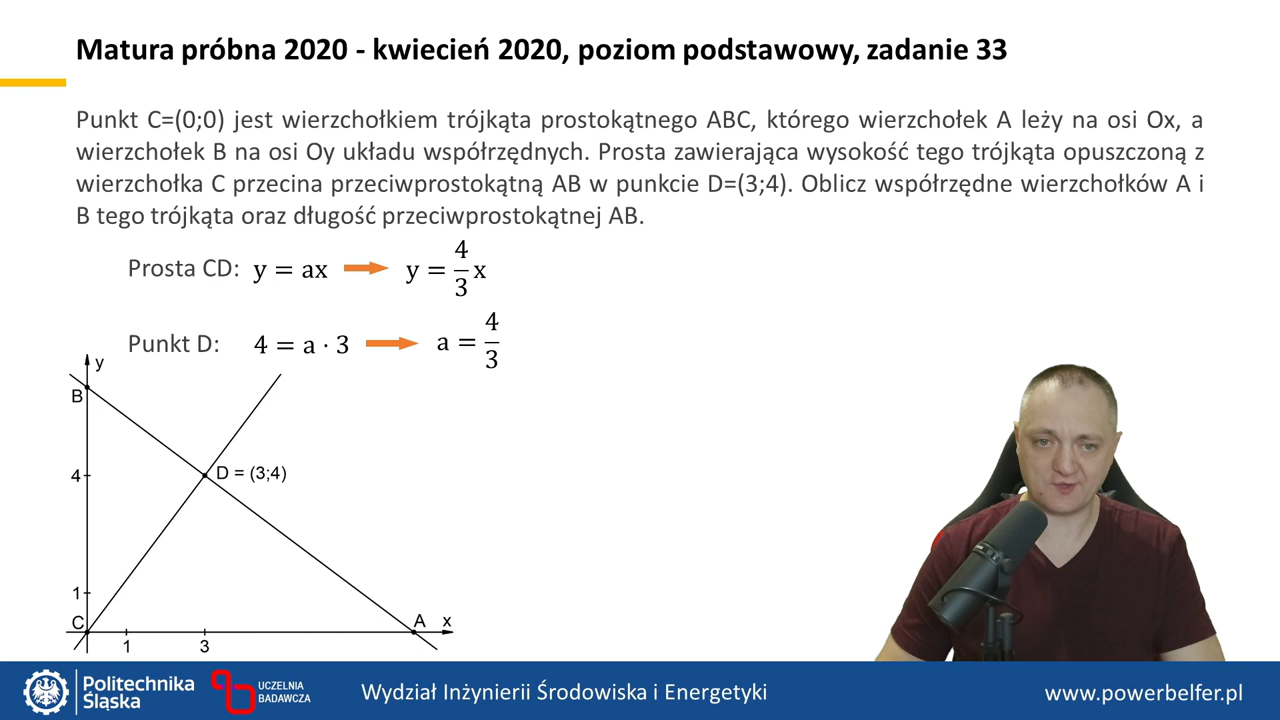 Matura próbna 2020 - kwiecień 2020, poziom podstawowy, zadanie 33
Punkt C=(0;0) jest wierzchołkiem trójkąta prostokątnego ABC, którego wierzchołek A leży na osi Ox, a
wierzchołek B na osi Oy układu współrzędnych. Prosta zawierająca wysokość tego trójkąta opuszczoną z
wierzchołka C przecina przeciwprostokątną AB w punkcie D=(3;4). Oblicz współrzędne wierzchołków A i
B tego trójkąta oraz długość przeciwprostokątnej AB.
Prosta CD: y = ax y = 4/3 x
Punkt D: 4 = a · 3 a = 4/3
y
B
4
D = (3;4)
1
C
A x
1 3
Politechnika
Śląska
UCZELNIA
BADAWCZA
Wydział Inżynierii Środowiska i Energetyki
www.powerbelfer.pl